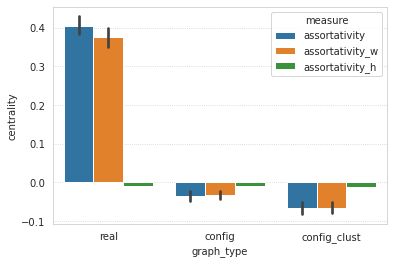 measure
assortativity
assortativity_w
assortativity_h
0.4
0.3
0.2
0.1
0.0
−0.1
centrality
real
config
config_clust
graph_type